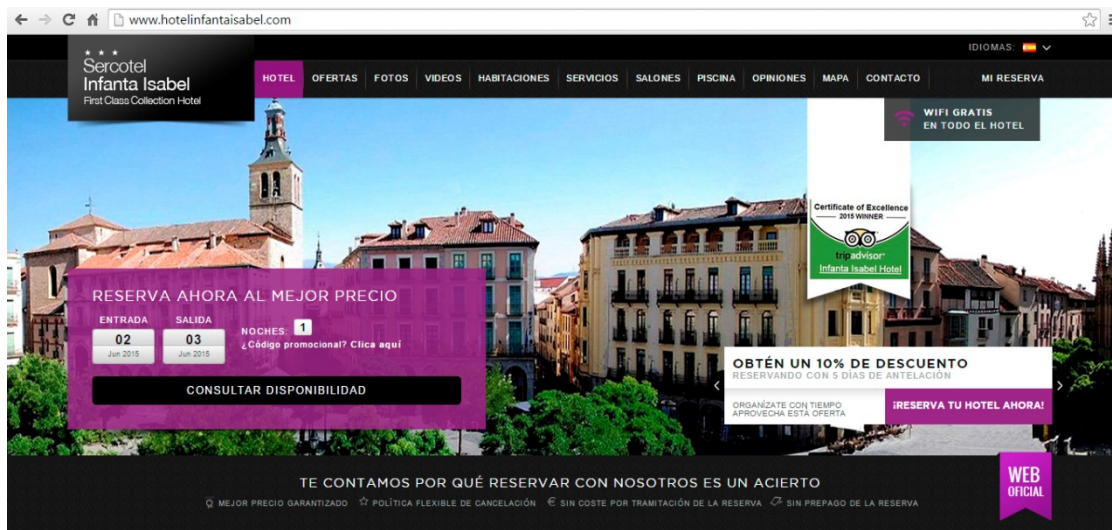 www.hotelinfantaisabel.com
IDIOMAS:
Sercotel
Infanta Isabel
First Class Collection Hotel
HOTEL OFERTAS FOTOS VIDEOS HABITACIONES SERVICIOS SALONES PISCINA OPINIONES MAPA CONTACTO MI RESERVA
WIFI GRATIS
EN TODO EL HOTEL
Certificate of Excellence
2015 WINNER
tripadvisor
Infanta Isabel Hotel
RESERVA AHORA AL MEJOR PRECIO
ENTRADA SALIDA
02 03
Jun 2015 Jun 2015
NOCHES: 1
¿Código promocional? Clica aquí
CONSULTAR DISPONIBILIDAD
OBTÉN UN 10% DE DESCUENTO
RESERVANDO CON 5 DÍAS DE ANTELACIÓN
ORGANÍZATE CON TIEMPO
APROVECHA ESTA OFERTA
¡RESERVA TU HOTEL AHORA!
TE CONTAMOS POR QUÉ RESERVAR CON NOSOTROS ES UN ACIERTO
MEJOR PRECIO GARANTIZADO POLÍTICA FLEXIBLE DE CANCELACIÓN € SIN COSTE POR TRAMITACIÓN DE LA RESERVA SIN PREPAGO DE LA RESERVA
WEB
OFICIAL